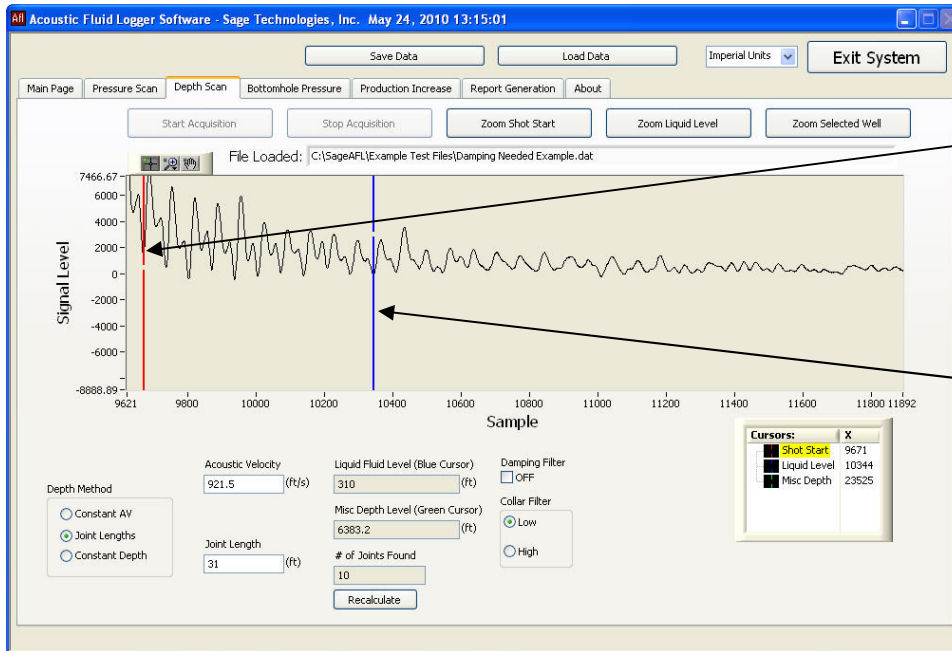 Afl Acoustic Fluid Logger Software - Sage Technologies, Inc. May 24, 2010 13:15:01
Save Data Load Data Imperial Units Exit System
Main Page Pressure Scan Depth Scan Bottomhole Pressure Production Increase Report Generation About
Start Acquisition Stop Acquisition Zoom Shot Start Zoom Liquid Level Zoom Selected Well
File Loaded: C:\SageAFL\Example Test Files\Damping Needed Example.dat
7466.67
6000
4000
2000
0
-2000
-4000
-6000
-8888.89
Signal Level
9621 9800 10000 10200 10400 10600 10800 11000 11200 11400 11600 11800 11892
Sample
Cursors: X
Shot Start 9671
Liquid Level 10344
Misc Depth 23525
Depth Method
Constant AV
Joint Lengths
Constant Depth
Acoustic Velocity
921.5 (ft/s)
Joint Length
31 (ft)
Liquid Fluid Level (Blue Cursor)
310 (ft)
Misc Depth Level (Green Cursor)
6383.2 (ft)
# of Joints Found
10
Recalculate
Damping Filter
OFF
Collar Filter
Low
High